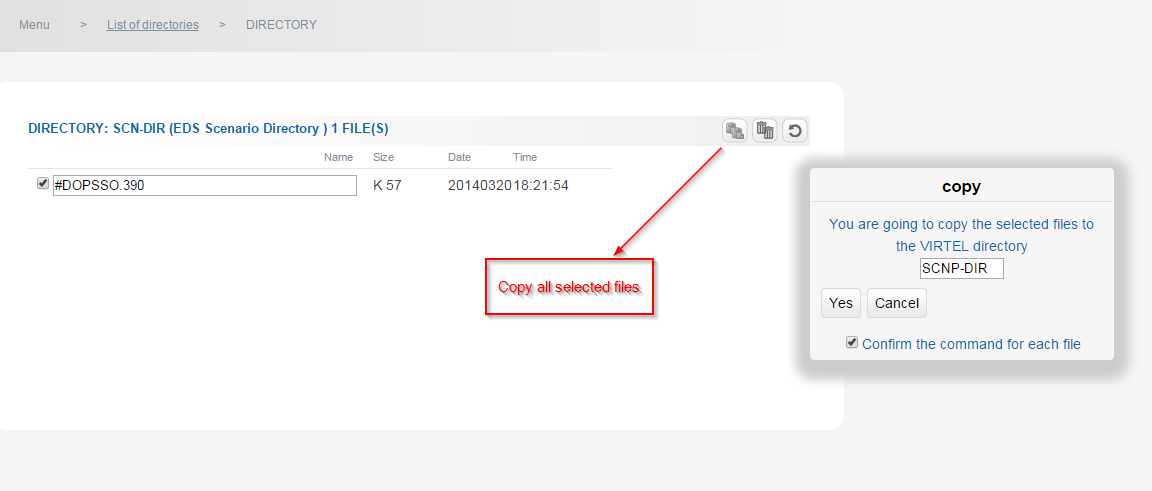 Menu > List of directories > DIRECTORY
DIRECTORY: SCN-DIR (EDS Scenario Directory ) 1 FILE(S)
Name Size Date Time
#DOPSSO.390 K 57 2014032018:21:54
Copy all selected files
copy
You are going to copy the selected files to
the VIRTEL directory
SCNP-DIR
Yes Cancel
Confirm the command for each file